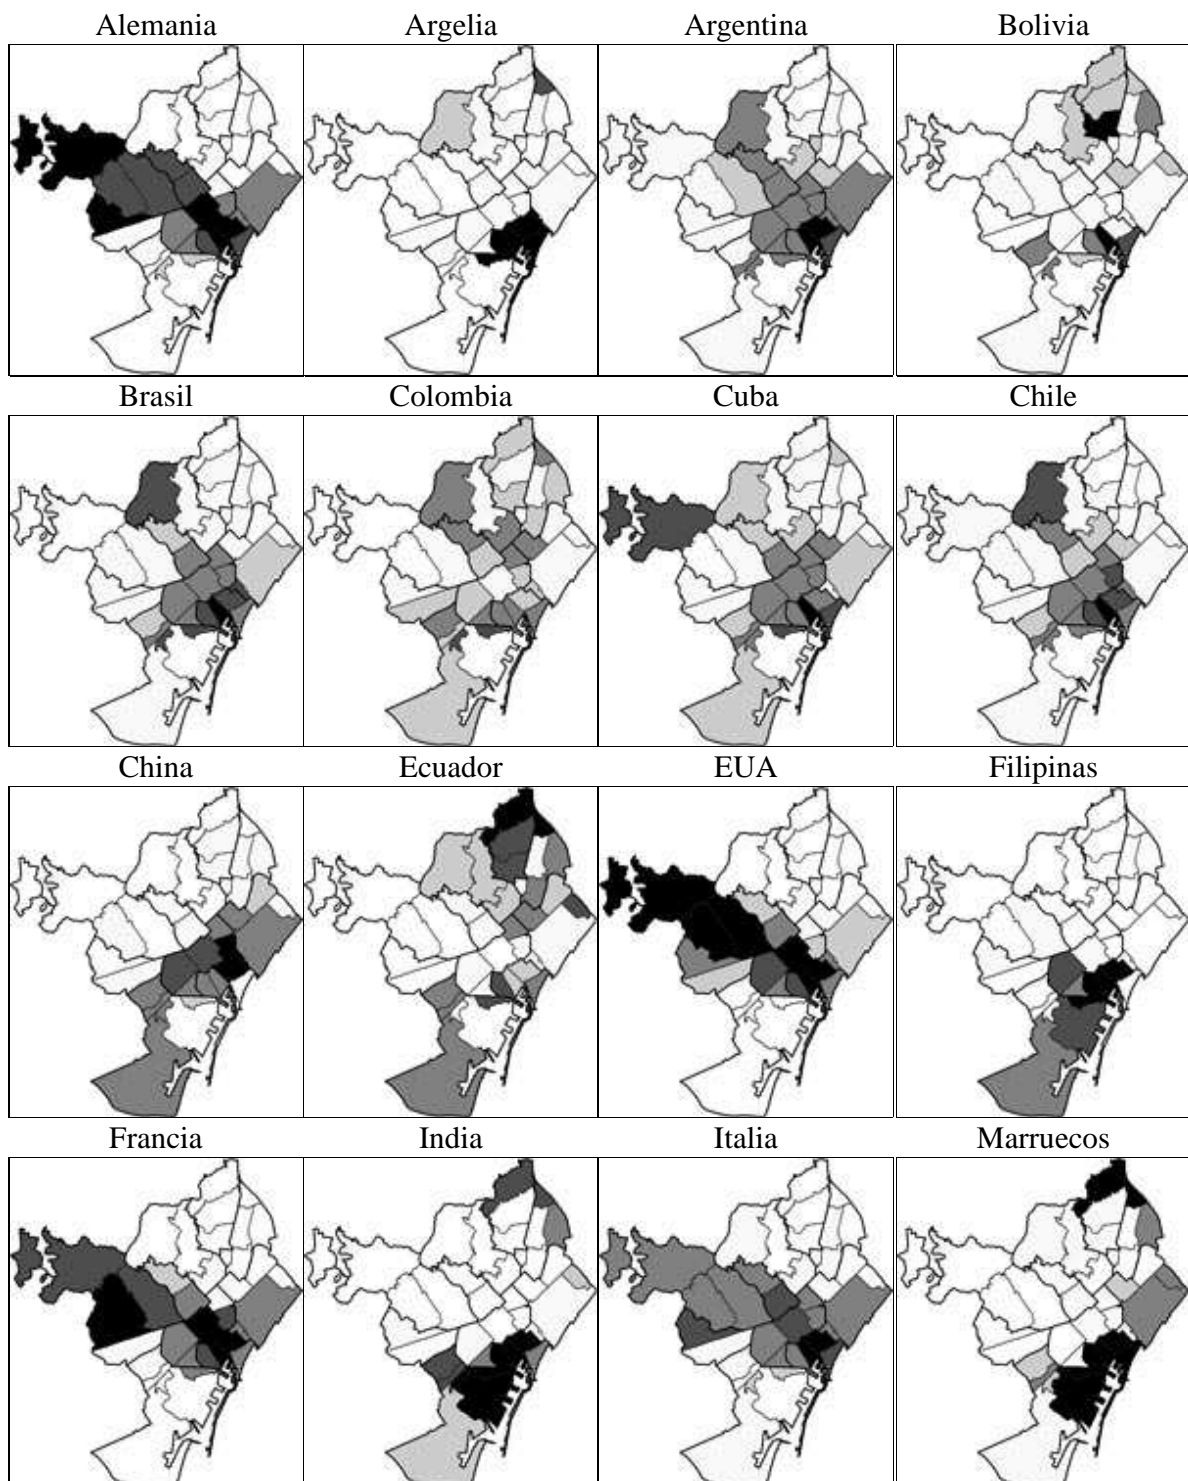 Alemania Argelia Argentina Bolivia
Brasil Colombia Cuba Chile
China Ecuador EUA Filipinas
Francia India Italia Marruecos